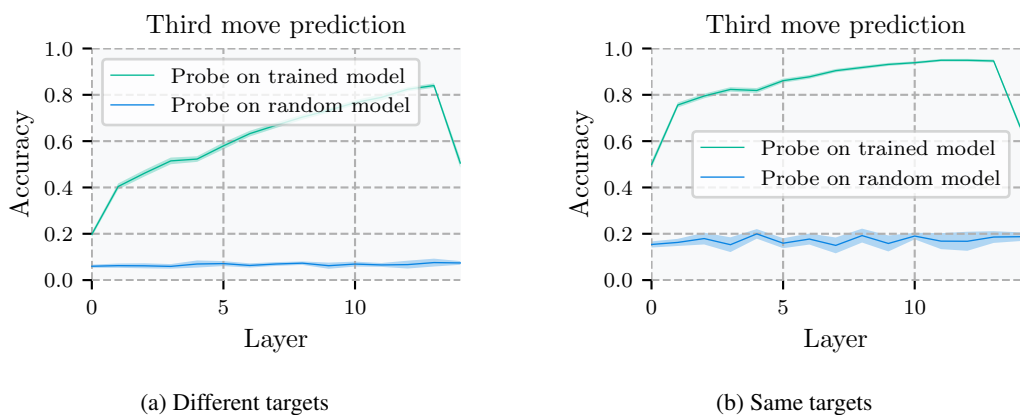 Third move prediction
1.0
0.8
0.6
0.4
0.2
0.0
Accuracy
Probe on trained model
Probe on random model
0
5
10
Layer
(a) Different targets
Third move prediction
1.0
0.8
0.6
0.4
0.2
0.0
Accuracy
Probe on trained model
Probe on random model
0
5
10
Layer
(b) Same targets